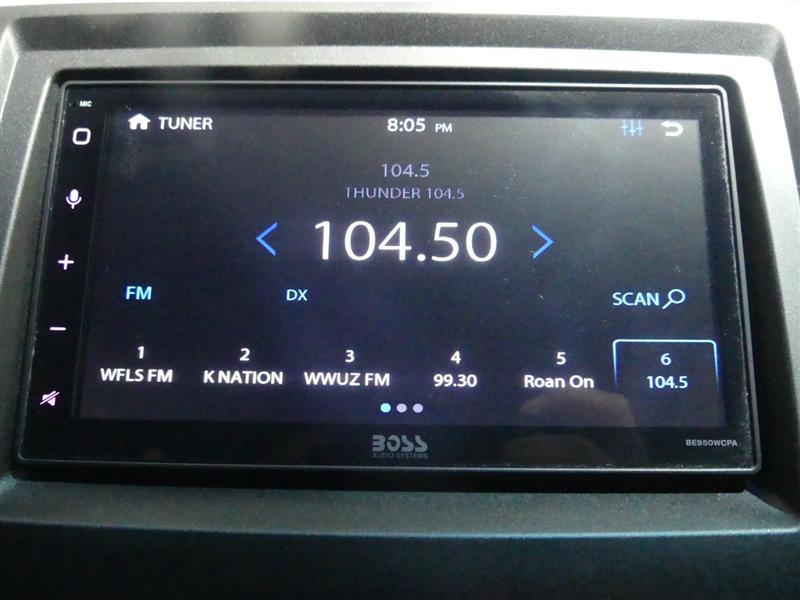 MIC
TUNER
8:05 PM
104.5
THUNDER 104.5
104.50
FM
DX
SCAN
1
WFLS FM
2
K NATION
3
WWUZ FM
4
99.30
5
Roan On
6
104.5
BOSS
AUDIO SYSTEMS
BE950WCPA